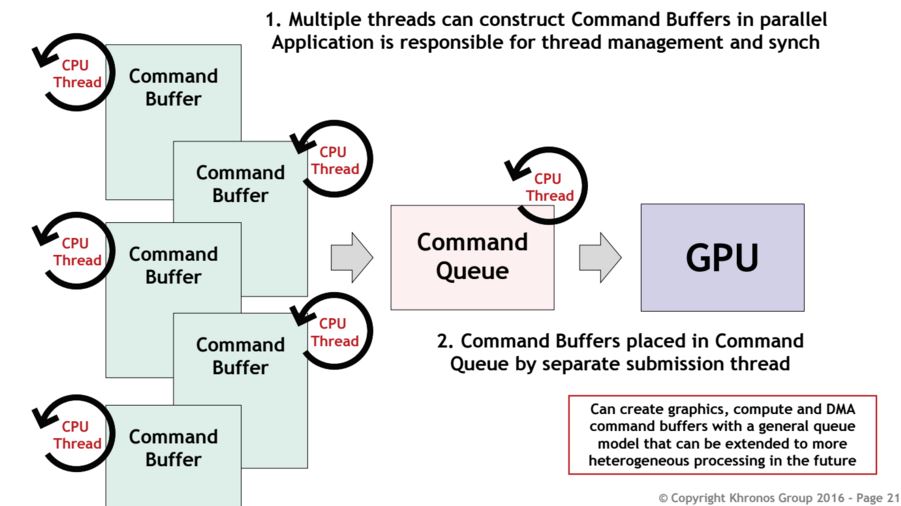 1. Multiple threads can construct Command Buffers in parallel
Application is responsible for thread management and synch
CPU
Thread
Command
Buffer
Command
Buffer
CPU
Thread
CPU
Thread
Command
Buffer
Command
Buffer
CPU
Thread
CPU
Thread
Command
Buffer
CPU
Thread
Command
Queue
GPU
2. Command Buffers placed in Command
Queue by separate submission thread
Can create graphics, compute and DMA
command buffers with a general queue
model that can be extended to more
heterogeneous processing in the future
© Copyright Khronos Group 2016 - Page 21